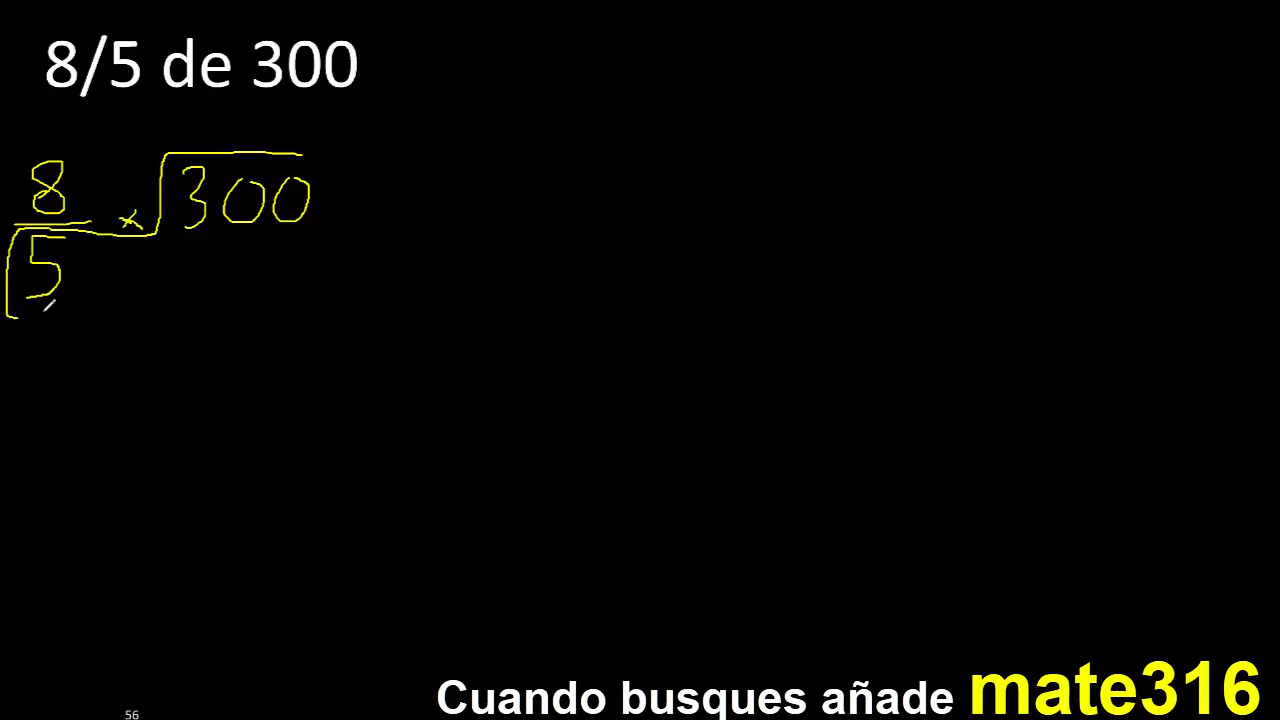 8/5 de 300
8
× 300
5
56
Cuando busques añade mate316